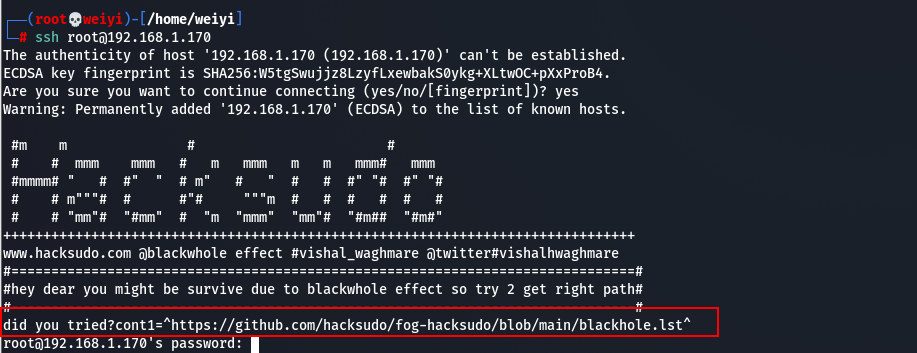 (root💀weiyi)-[/home/weiyi]
# ssh root@192.168.1.170
The authenticity of host '192.168.1.170 (192.168.1.170)' can't be established.
ECDSA key fingerprint is SHA256:W5tgSwujjz8LzyfLxewbakS0ykg+XLtwOC+pXxProB4.
Are you sure you want to continue connecting (yes/no/[fingerprint])? yes
Warning: Permanently added '192.168.1.170' (ECDSA) to the list of known hosts.
#m    m               #                        #
#    #  mmm    mmm   #   m   mmm   m   m   mmm#   mmm
#mmmm# "   #  #"  "  # m"   #   "  #   #  #" "#  #" "#
#    # m"""#  #      #"#     """m  #   #  #   #  #   #
#    # "mm"#  "#mm"  #  "m  "mmm"  "mm"#  "#m##  "#m#"
+++++++++++++++++++++++++++++++++++++++++++++++++++++++++++++++++++++++++++++++
www.hacksudo.com @blackwhole effect #vishal_waghmare @twitter#vishalhwaghmare
#==============================================================================#
#hey dear you might be survive due to blackwhole effect so try 2 get right path#
#------------------------------------------------------------------------------#
did you tried?cont1=^https://github.com/hacksudo/fog-hacksudo/blob/main/blackhole.lst^
root@192.168.1.170's password: